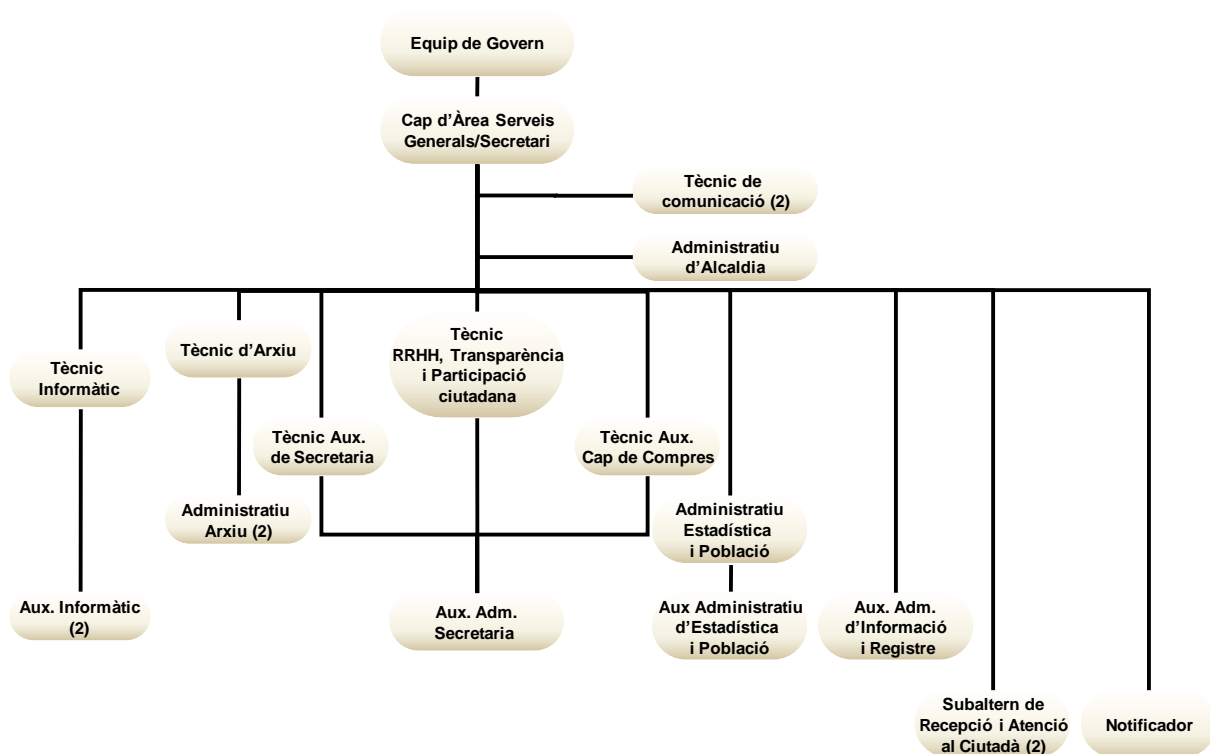 Equip de Govern
Cap d’Àrea Serveis
Generals/Secretari
Tècnic de
comunicació (2)
Administratiu
d’Alcaldia
Tècnic
Informàtic
Tècnic d’Arxiu
Tècnic
RRHH, Transparència
i Participació
ciutadana
Tècnic Aux.
de Secretaria
Tècnic Aux.
Cap de Compres
Administratiu
Arxiu (2)
Administratiu
Estadística
i Població
Aux. Informàtic
(2)
Aux. Adm.
Secretaria
Aux Administratiu
d’Estadística
i Població
Aux. Adm.
d’Informació
i Registre
Subaltern de
Recepció i Atenció
al Ciutadà (2)
Notificador